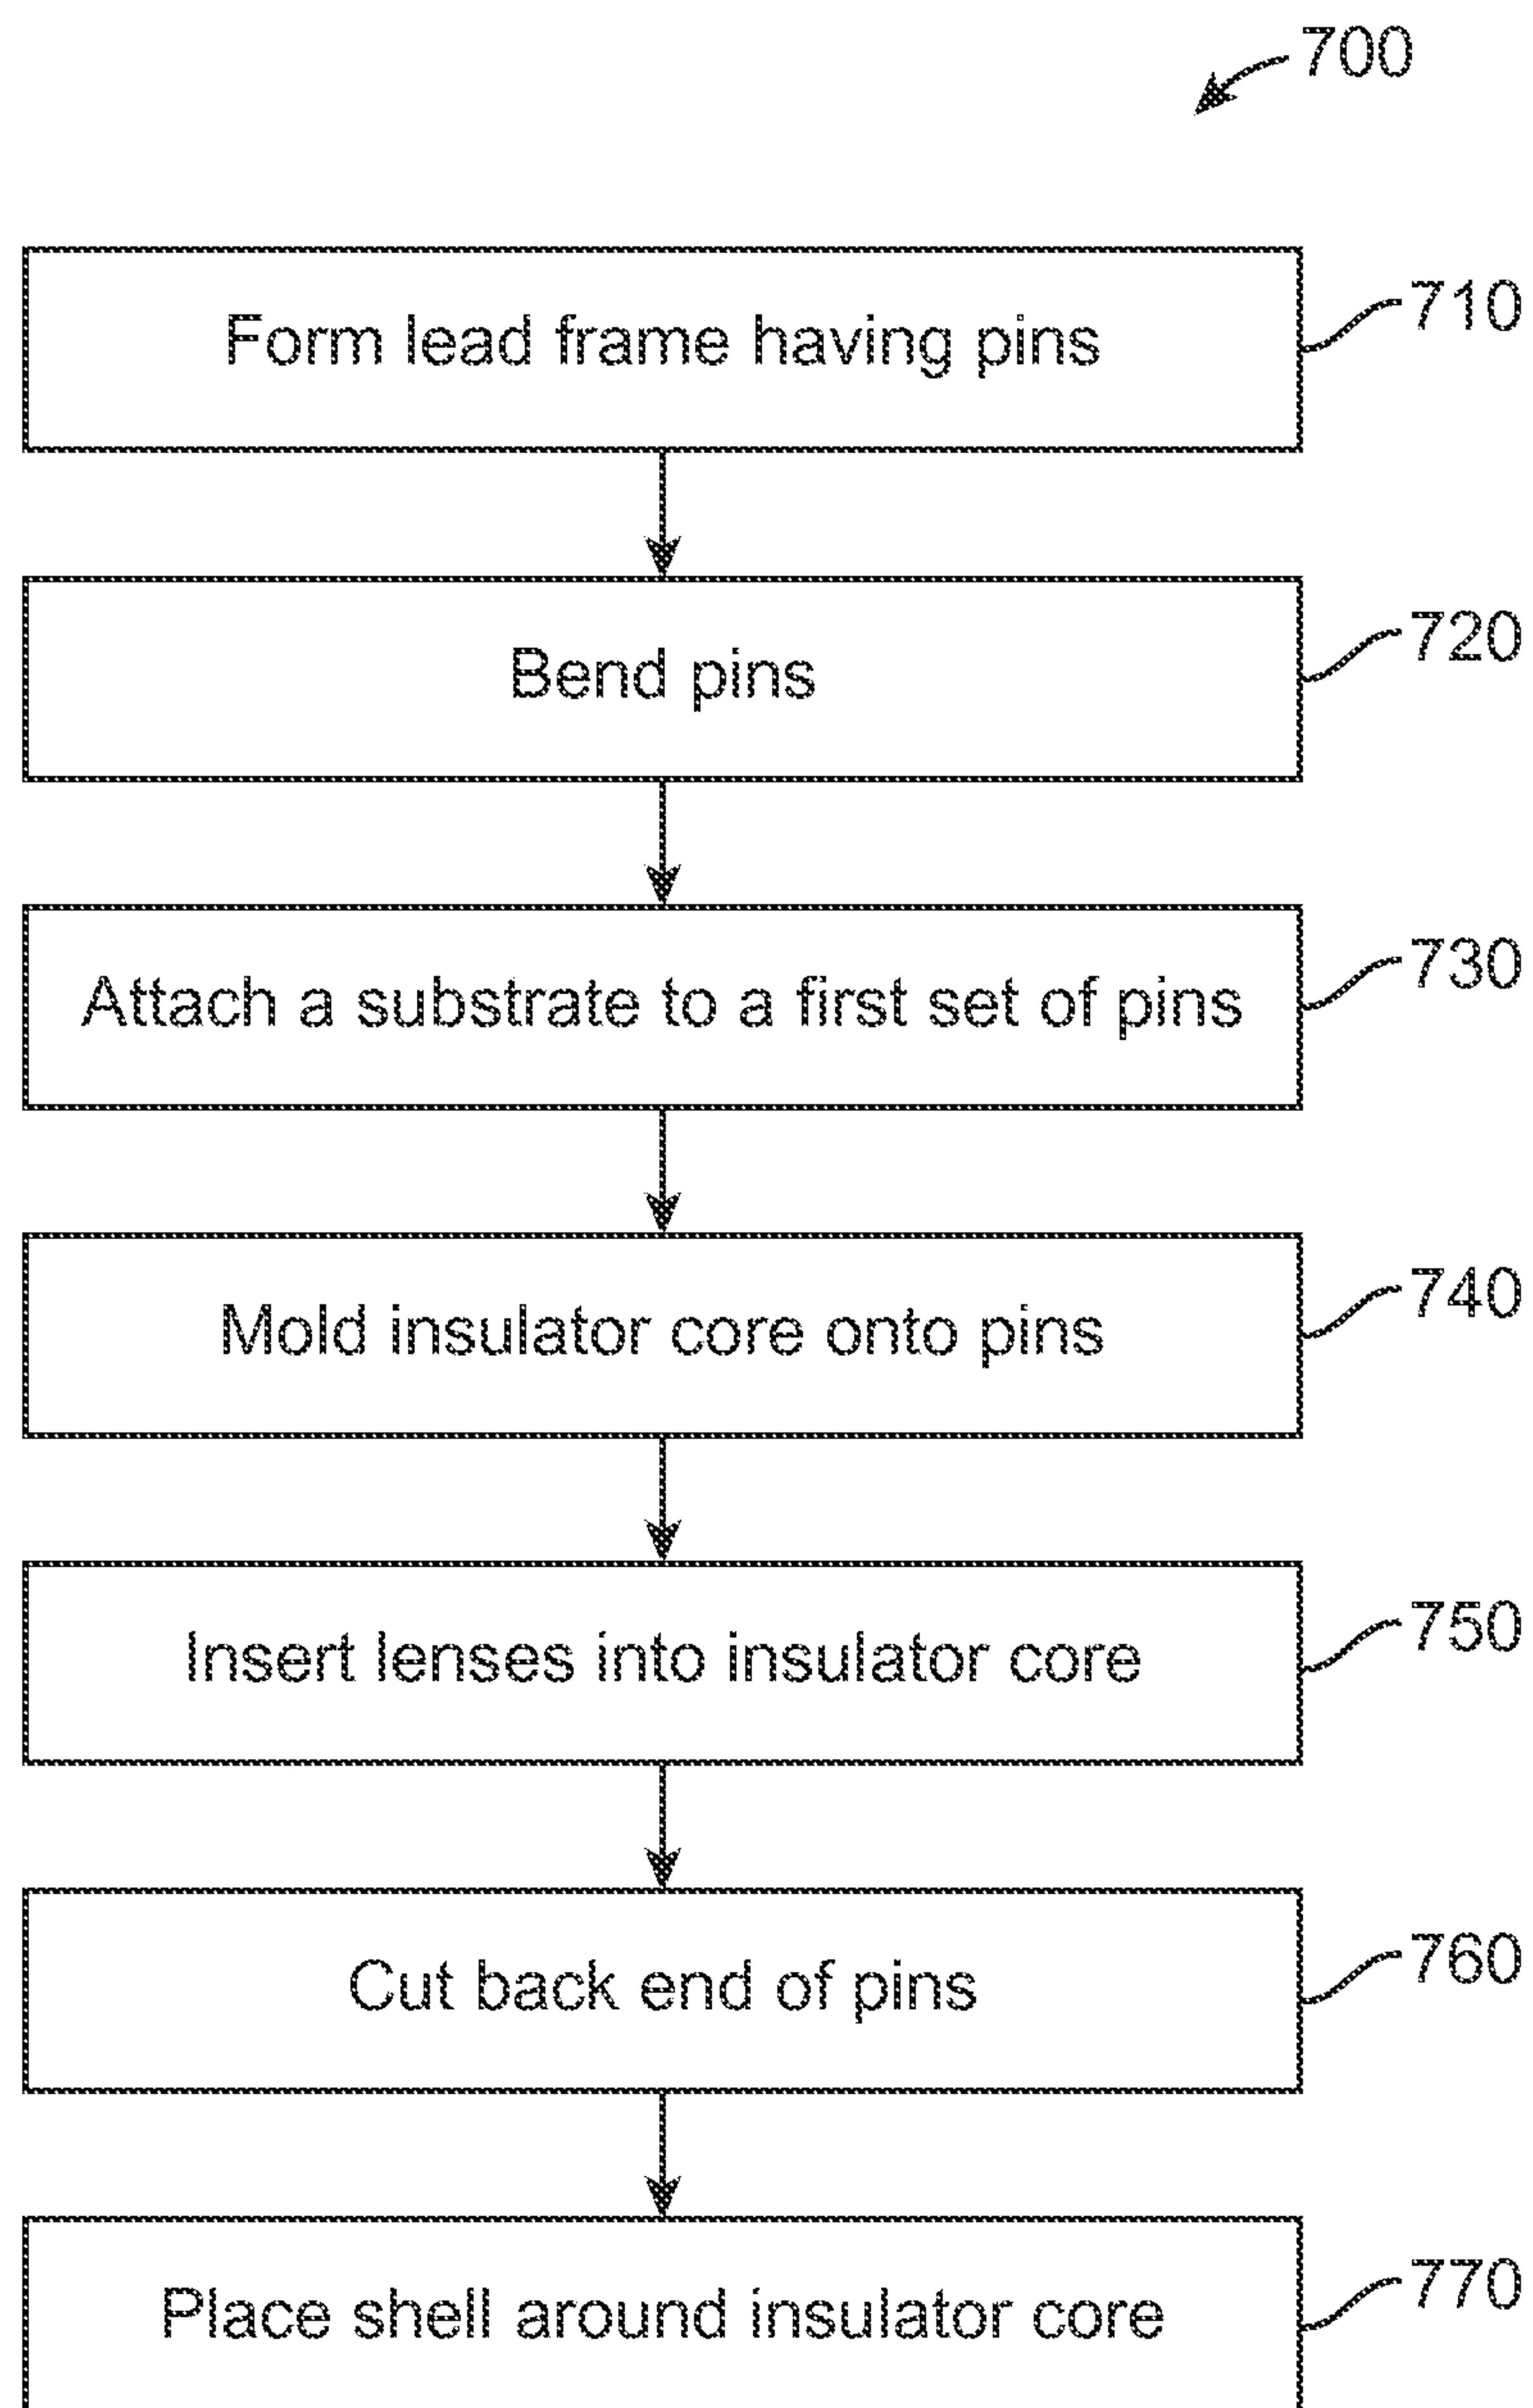 700
Form lead frame having pins
710
Bend pins
720
Attach a substrate to a first set of pins
730
Mold insulator core onto pins
740
Insert lenses into insulator core
750
Cut back end of pins
760
Place shell around insulator core
770